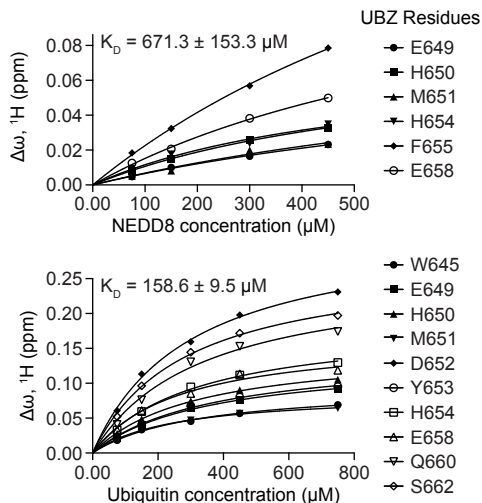 UBZ Residues
K_D = 671.3 ± 153.3 µM
0.08
0.06
0.04
0.02
0.00
Δω, ¹H (ppm)
0.00 100 200 300 400 500
NEDD8 concentration (µM)
E649
H650
M651
H654
F655
E658
K_D = 158.6 ± 9.5 µM
0.25
0.20
0.15
0.10
0.05
0.00
Δω, ¹H (ppm)
0.00 200 400 600 800
Ubiquitin concentration (µM)
W645
E649
H650
M651
D652
Y653
H654
E658
Q660
S662